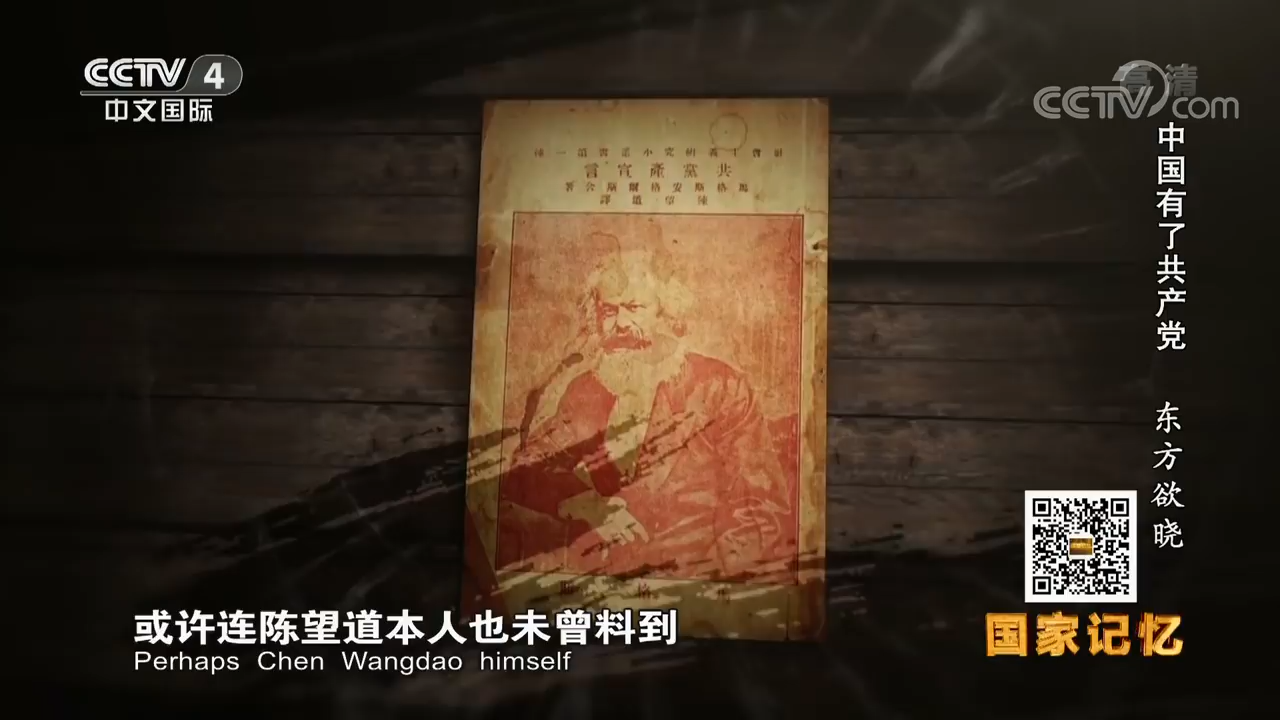 CCTV 4
中文国际
高清
CCTV.com
中国有了共产党 东方欲晓
共黨產宣言
馬格斯安格爾斯合著
陳望道譯
国家记忆
或许连陈望道本人也未曾料到
Perhaps Chen Wangdao himself